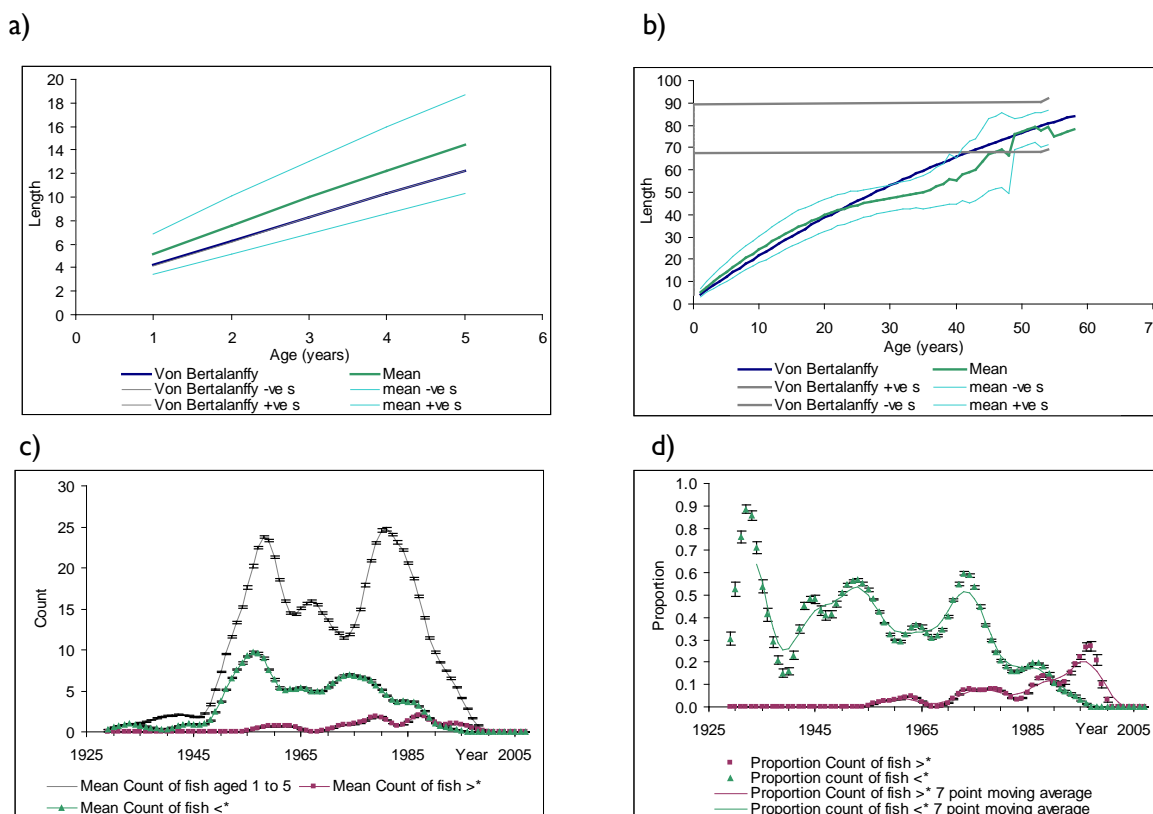 a)
20
18
16
14
12
10
8
6
4
2
0
Length
0 1 2 3 4 5 6
Age (years)
Von Bertalanffy Mean
Von Bertalanffy -ve s mean -ve s
Von Bertalanffy +ve s mean +ve s
b)
100
90
80
70
60
50
40
30
20
10
0
Length
0 10 20 30 40 50 60 7
Age (years)
Von Bertalanffy Mean
Von Bertalanffy +ve s mean -ve s
Von Bertalanffy -ve s mean +ve s
c)
30
25
20
15
10
5
0
Count
1925 1945 1965 1985 Year 2005
Mean Count of fish aged 1 to 5 Mean Count of fish >*
Mean Count of fish <*
d)
1.0
0.9
0.8
0.7
0.6
0.5
0.4
0.3
0.2
0.1
0.0
Proportion
1925 1945 1965 1985 Year 2005
Proportion Count of fish >*
Proportion count of fish <*
Proportion Count of fish >* 7 point moving average
Proportion count of fish <* 7 point moving average